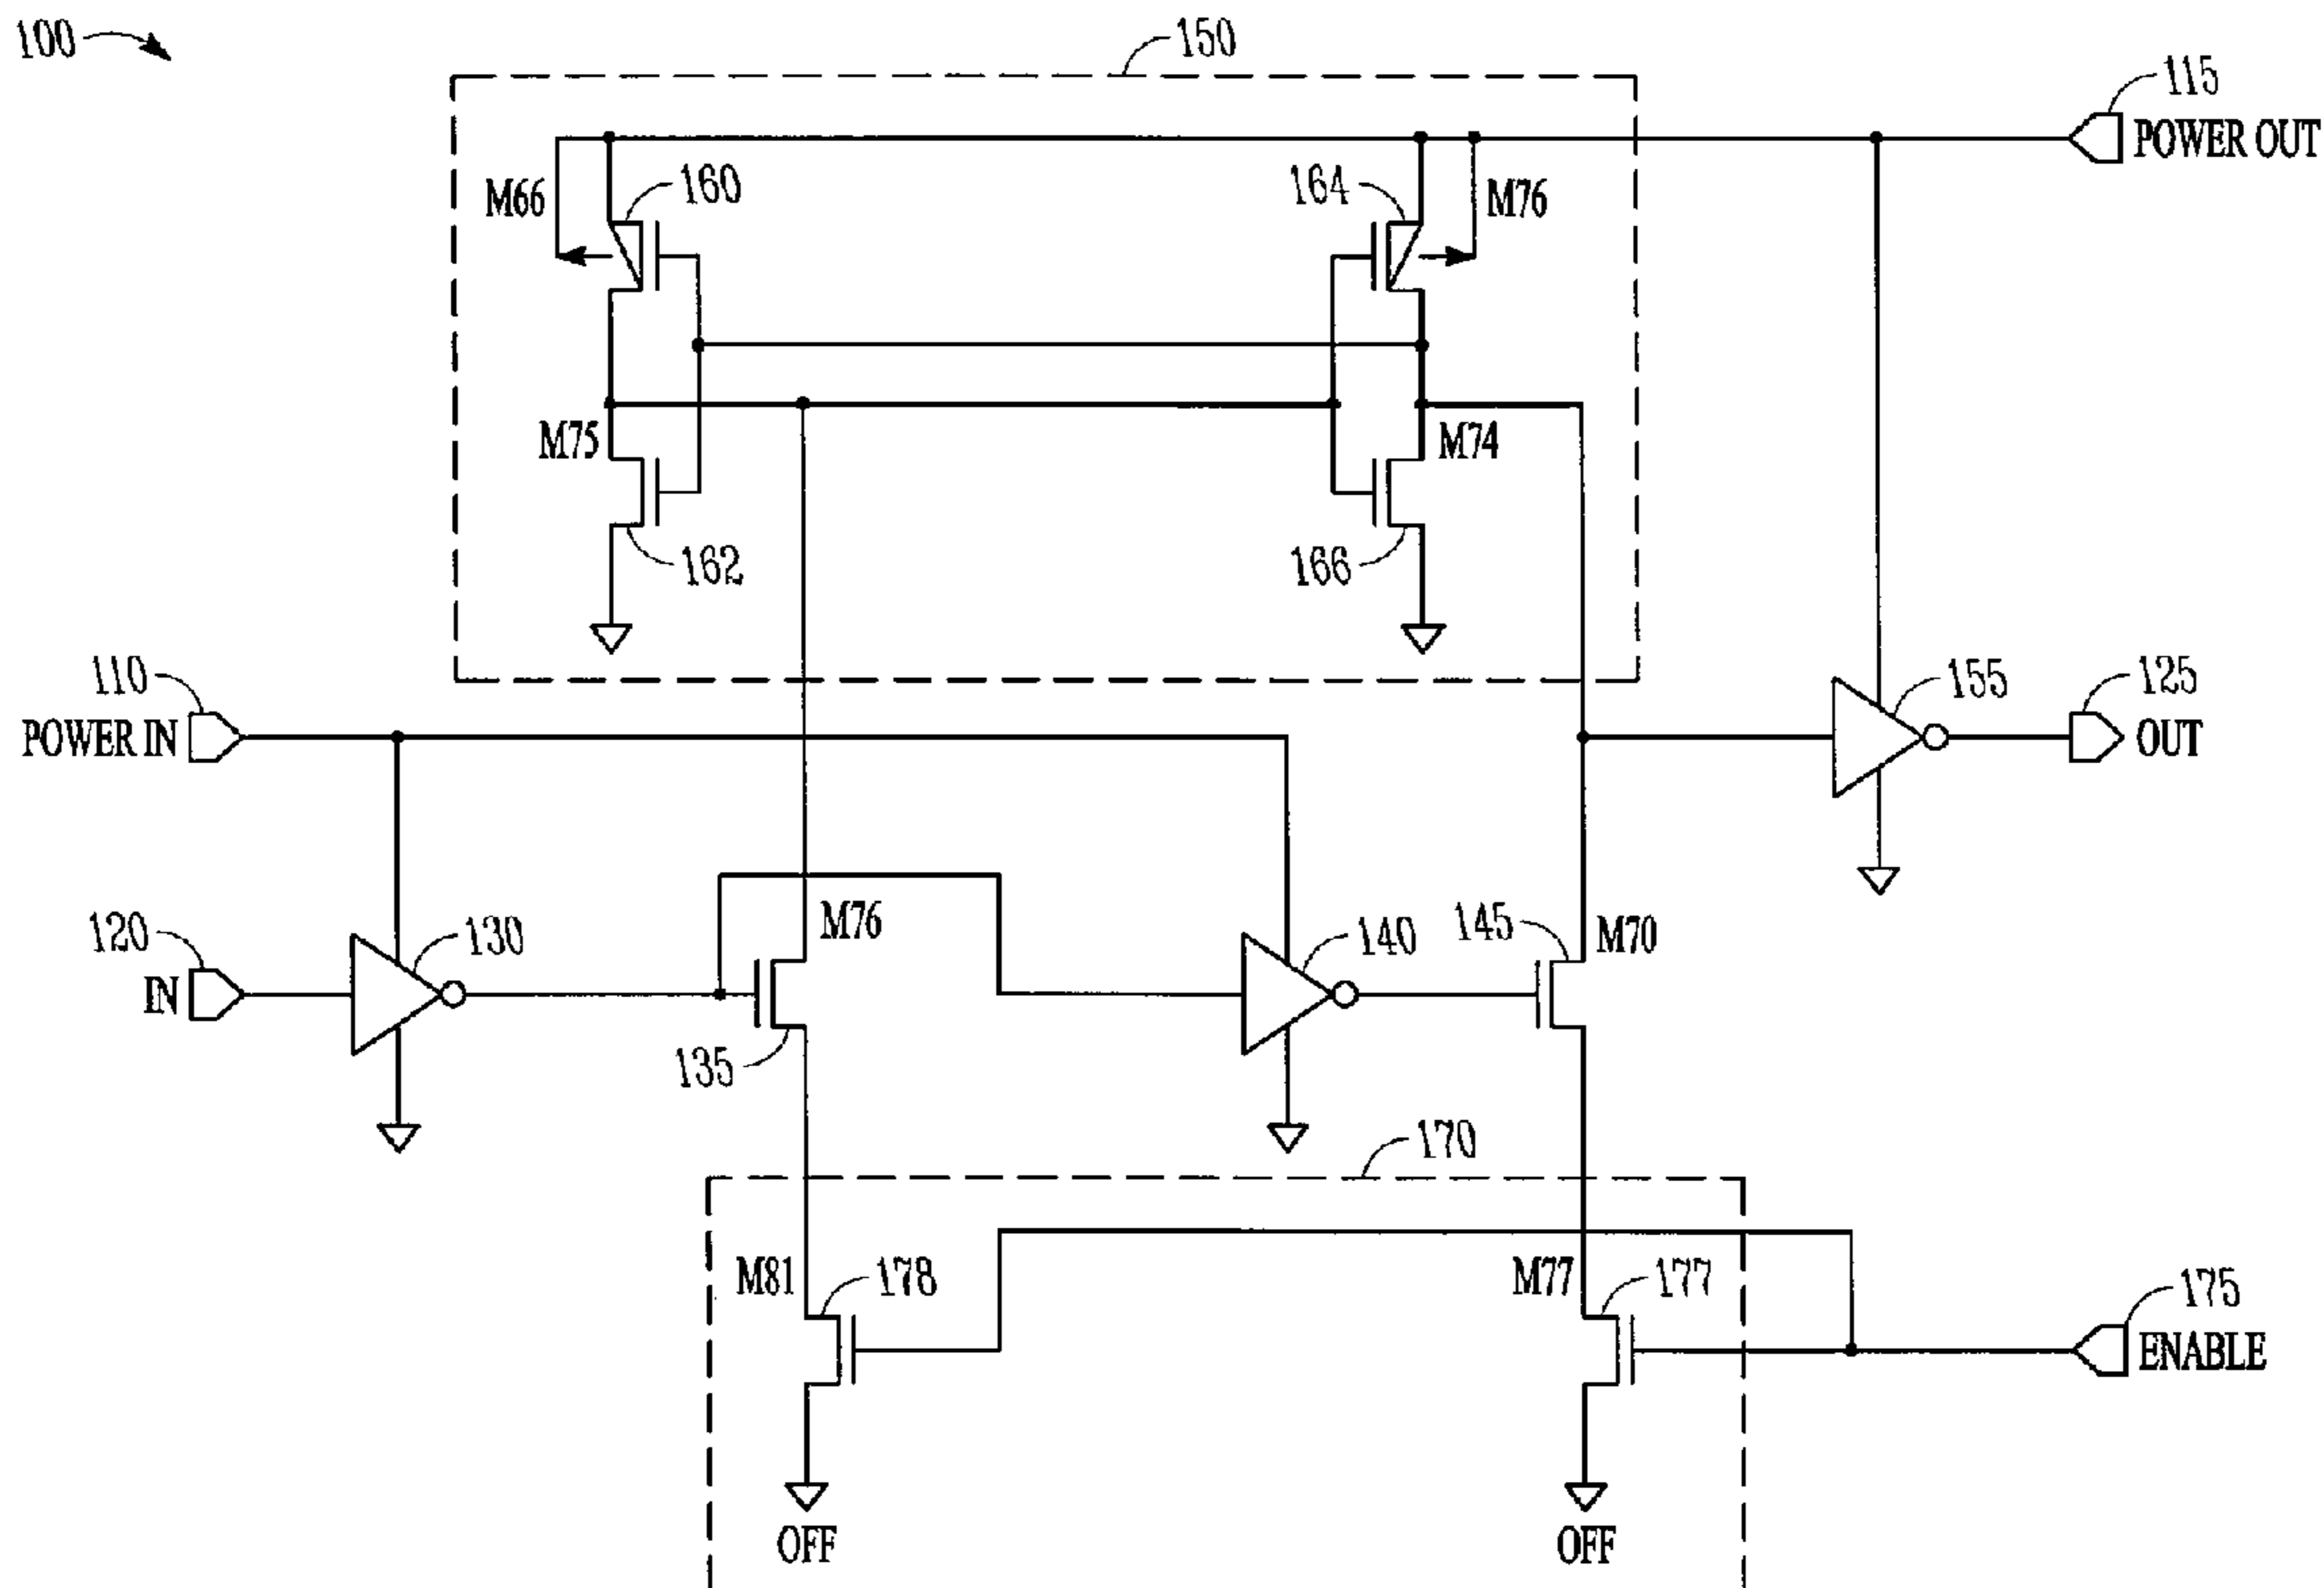 100
150
115
POWER OUT
M66
160
164
M76
M75
M74
162
166
110
POWER IN
155
125
OUT
120
IN
130
M76
135
140
145
M70
170
M81
178
M77
177
175
ENABLE
OFF
OFF